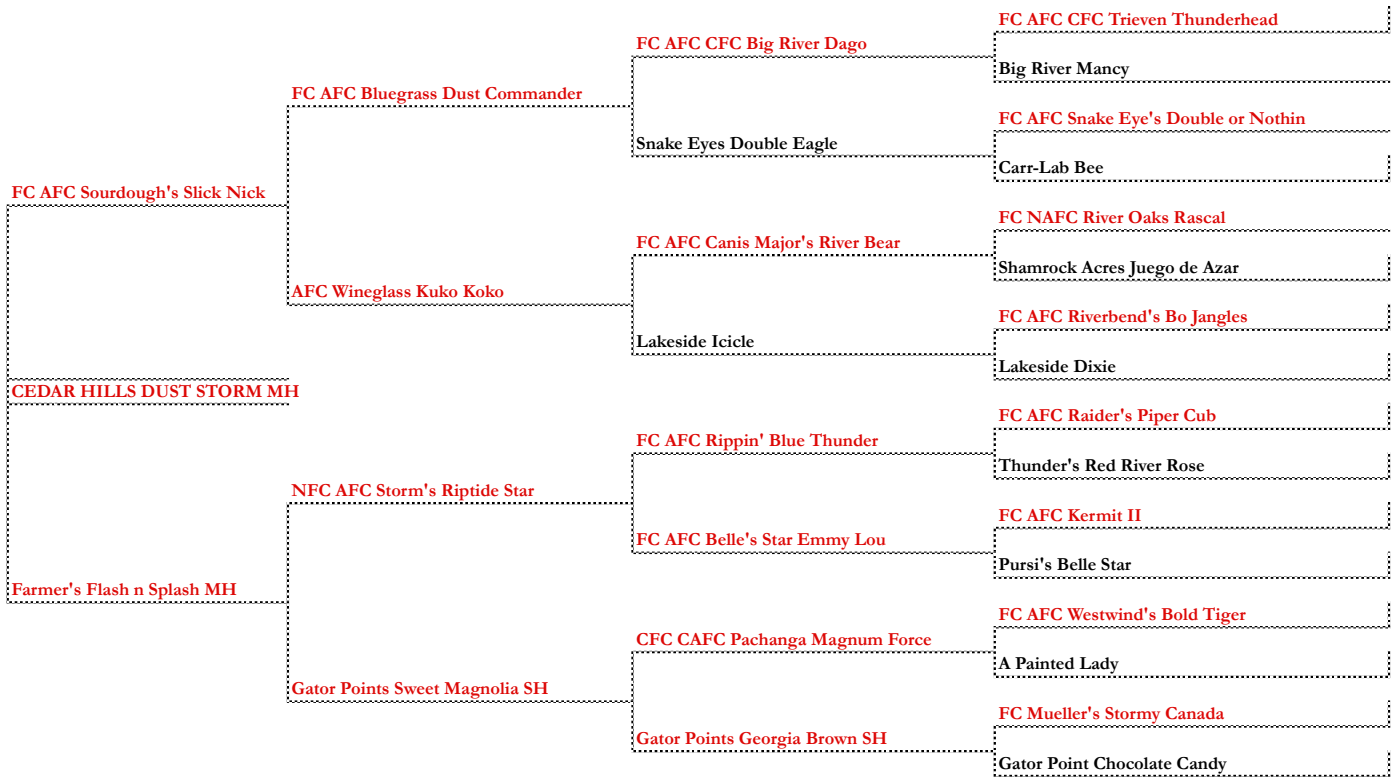 FC AFC CFC Trieven Thunderhead
FC AFC CFC Big River Dago
Big River Mancy
FC AFC Bluegrass Dust Commander
FC AFC Snake Eye's Double or Nothin
Snake Eyes Double Eagle
Carr-Lab Bee
FC AFC Sourdough's Slick Nick
FC NAFC River Oaks Rascal
FC AFC Canis Major's River Bear
Shamrock Acres Juego de Azar
AFC Wineglass Kuko Koko
FC AFC Riverbend's Bo Jangles
Lakeside Icicle
Lakeside Dixie
CEDAR HILLS DUST STORM MH
FC AFC Raider's Piper Cub
FC AFC Rippin' Blue Thunder
Thunder's Red River Rose
NFC AFC Storm's Riptide Star
FC AFC Kermit II
FC AFC Belle's Star Emmy Lou
Pursi's Belle Star
Farmer's Flash n Splash MH
FC AFC Westwind's Bold Tiger
CFC CAFC Pachanga Magnum Force
A Painted Lady
Gator Points Sweet Magnolia SH
FC Mueller's Stormy Canada
Gator Points Georgia Brown SH
Gator Point Chocolate Candy